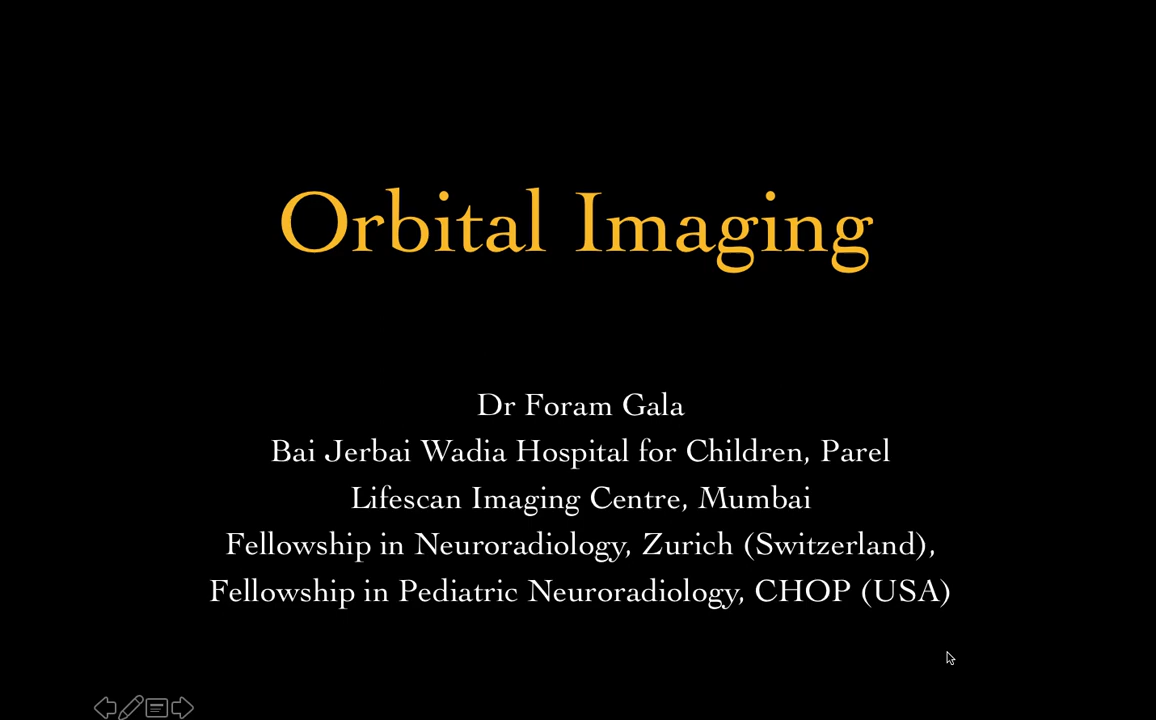 Orbital Imaging
Dr Foram Gala
Bai Jerbai Wadia Hospital for Children, Parel
Lifescan Imaging Centre, Mumbai
Fellowship in Neuroradiology, Zurich (Switzerland),
Fellowship in Pediatric Neuroradiology, CHOP (USA)